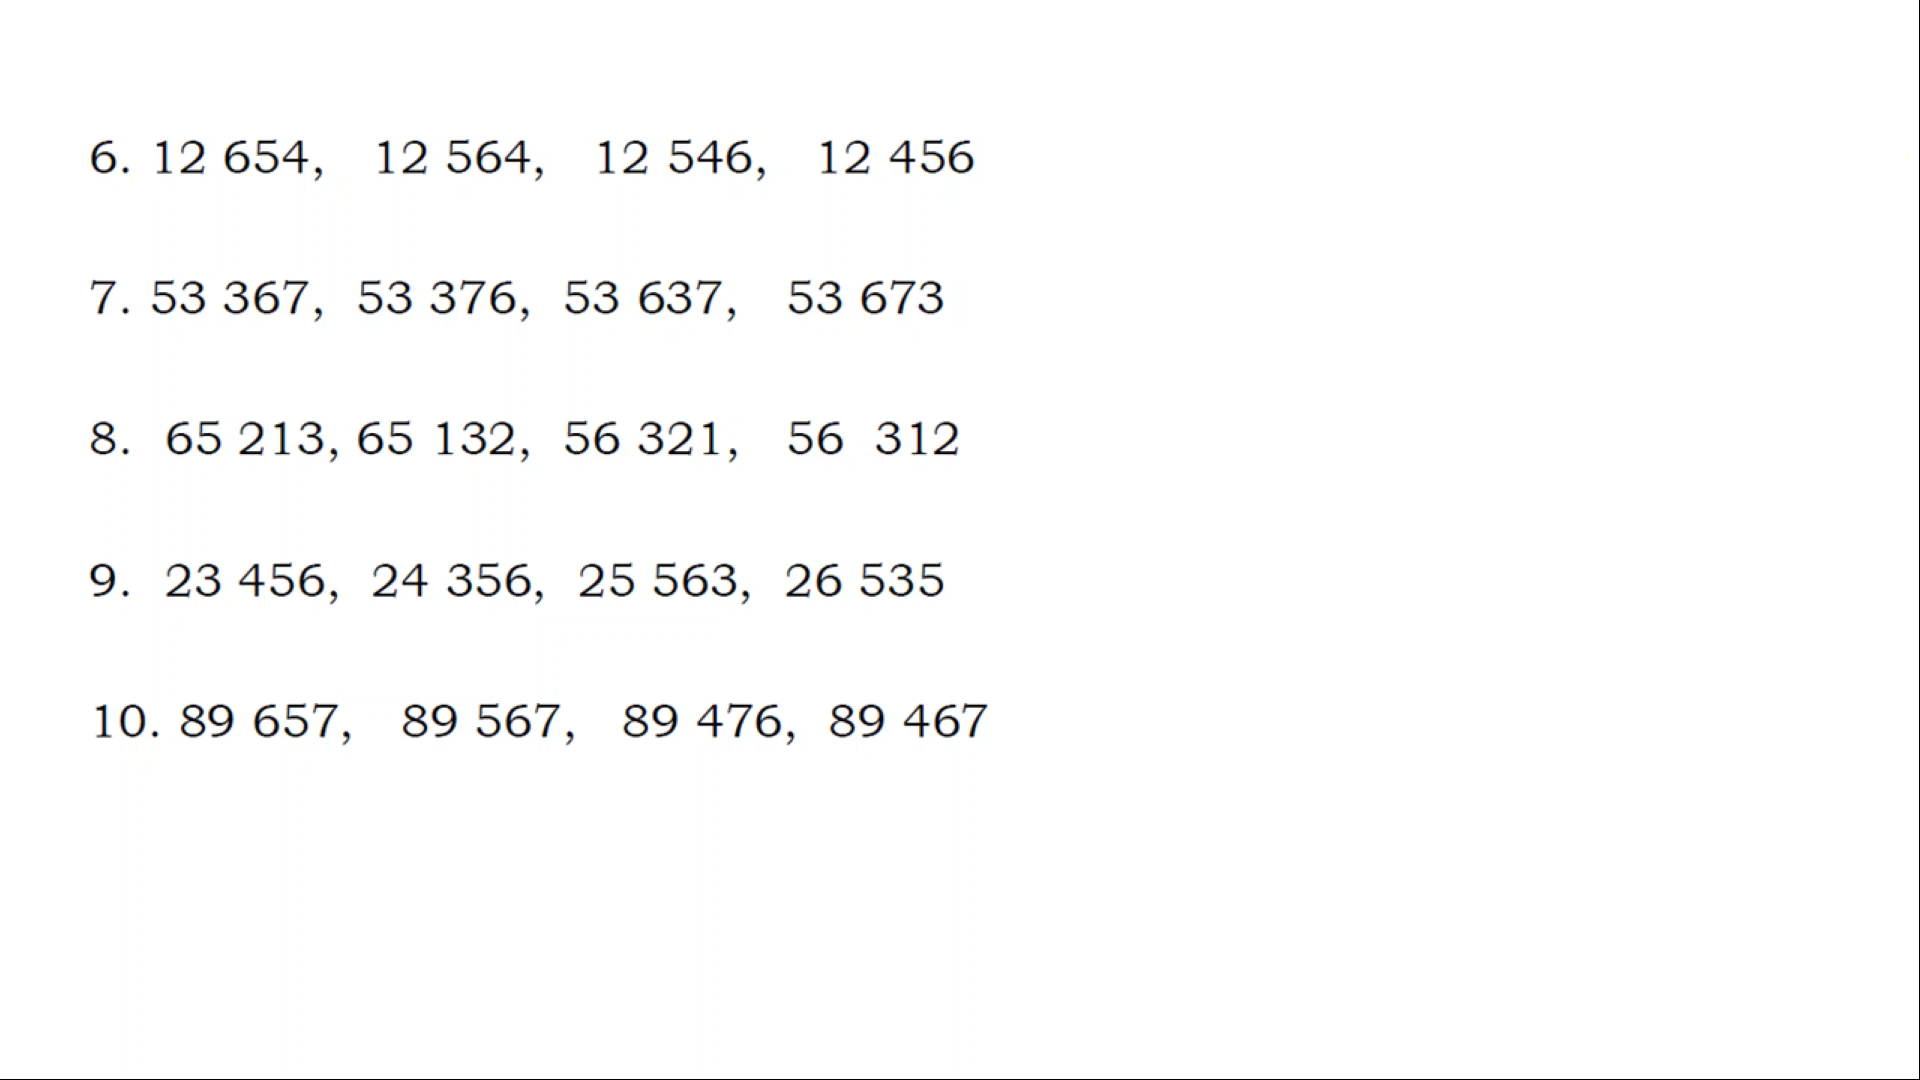 6. 12 654, 12 564, 12 546, 12 456
7. 53 367, 53 376, 53 637, 53 673
8. 65 213, 65 132, 56 321, 56 312
9. 23 456, 24 356, 25 563, 26 535
10. 89 657, 89 567, 89 476, 89 467